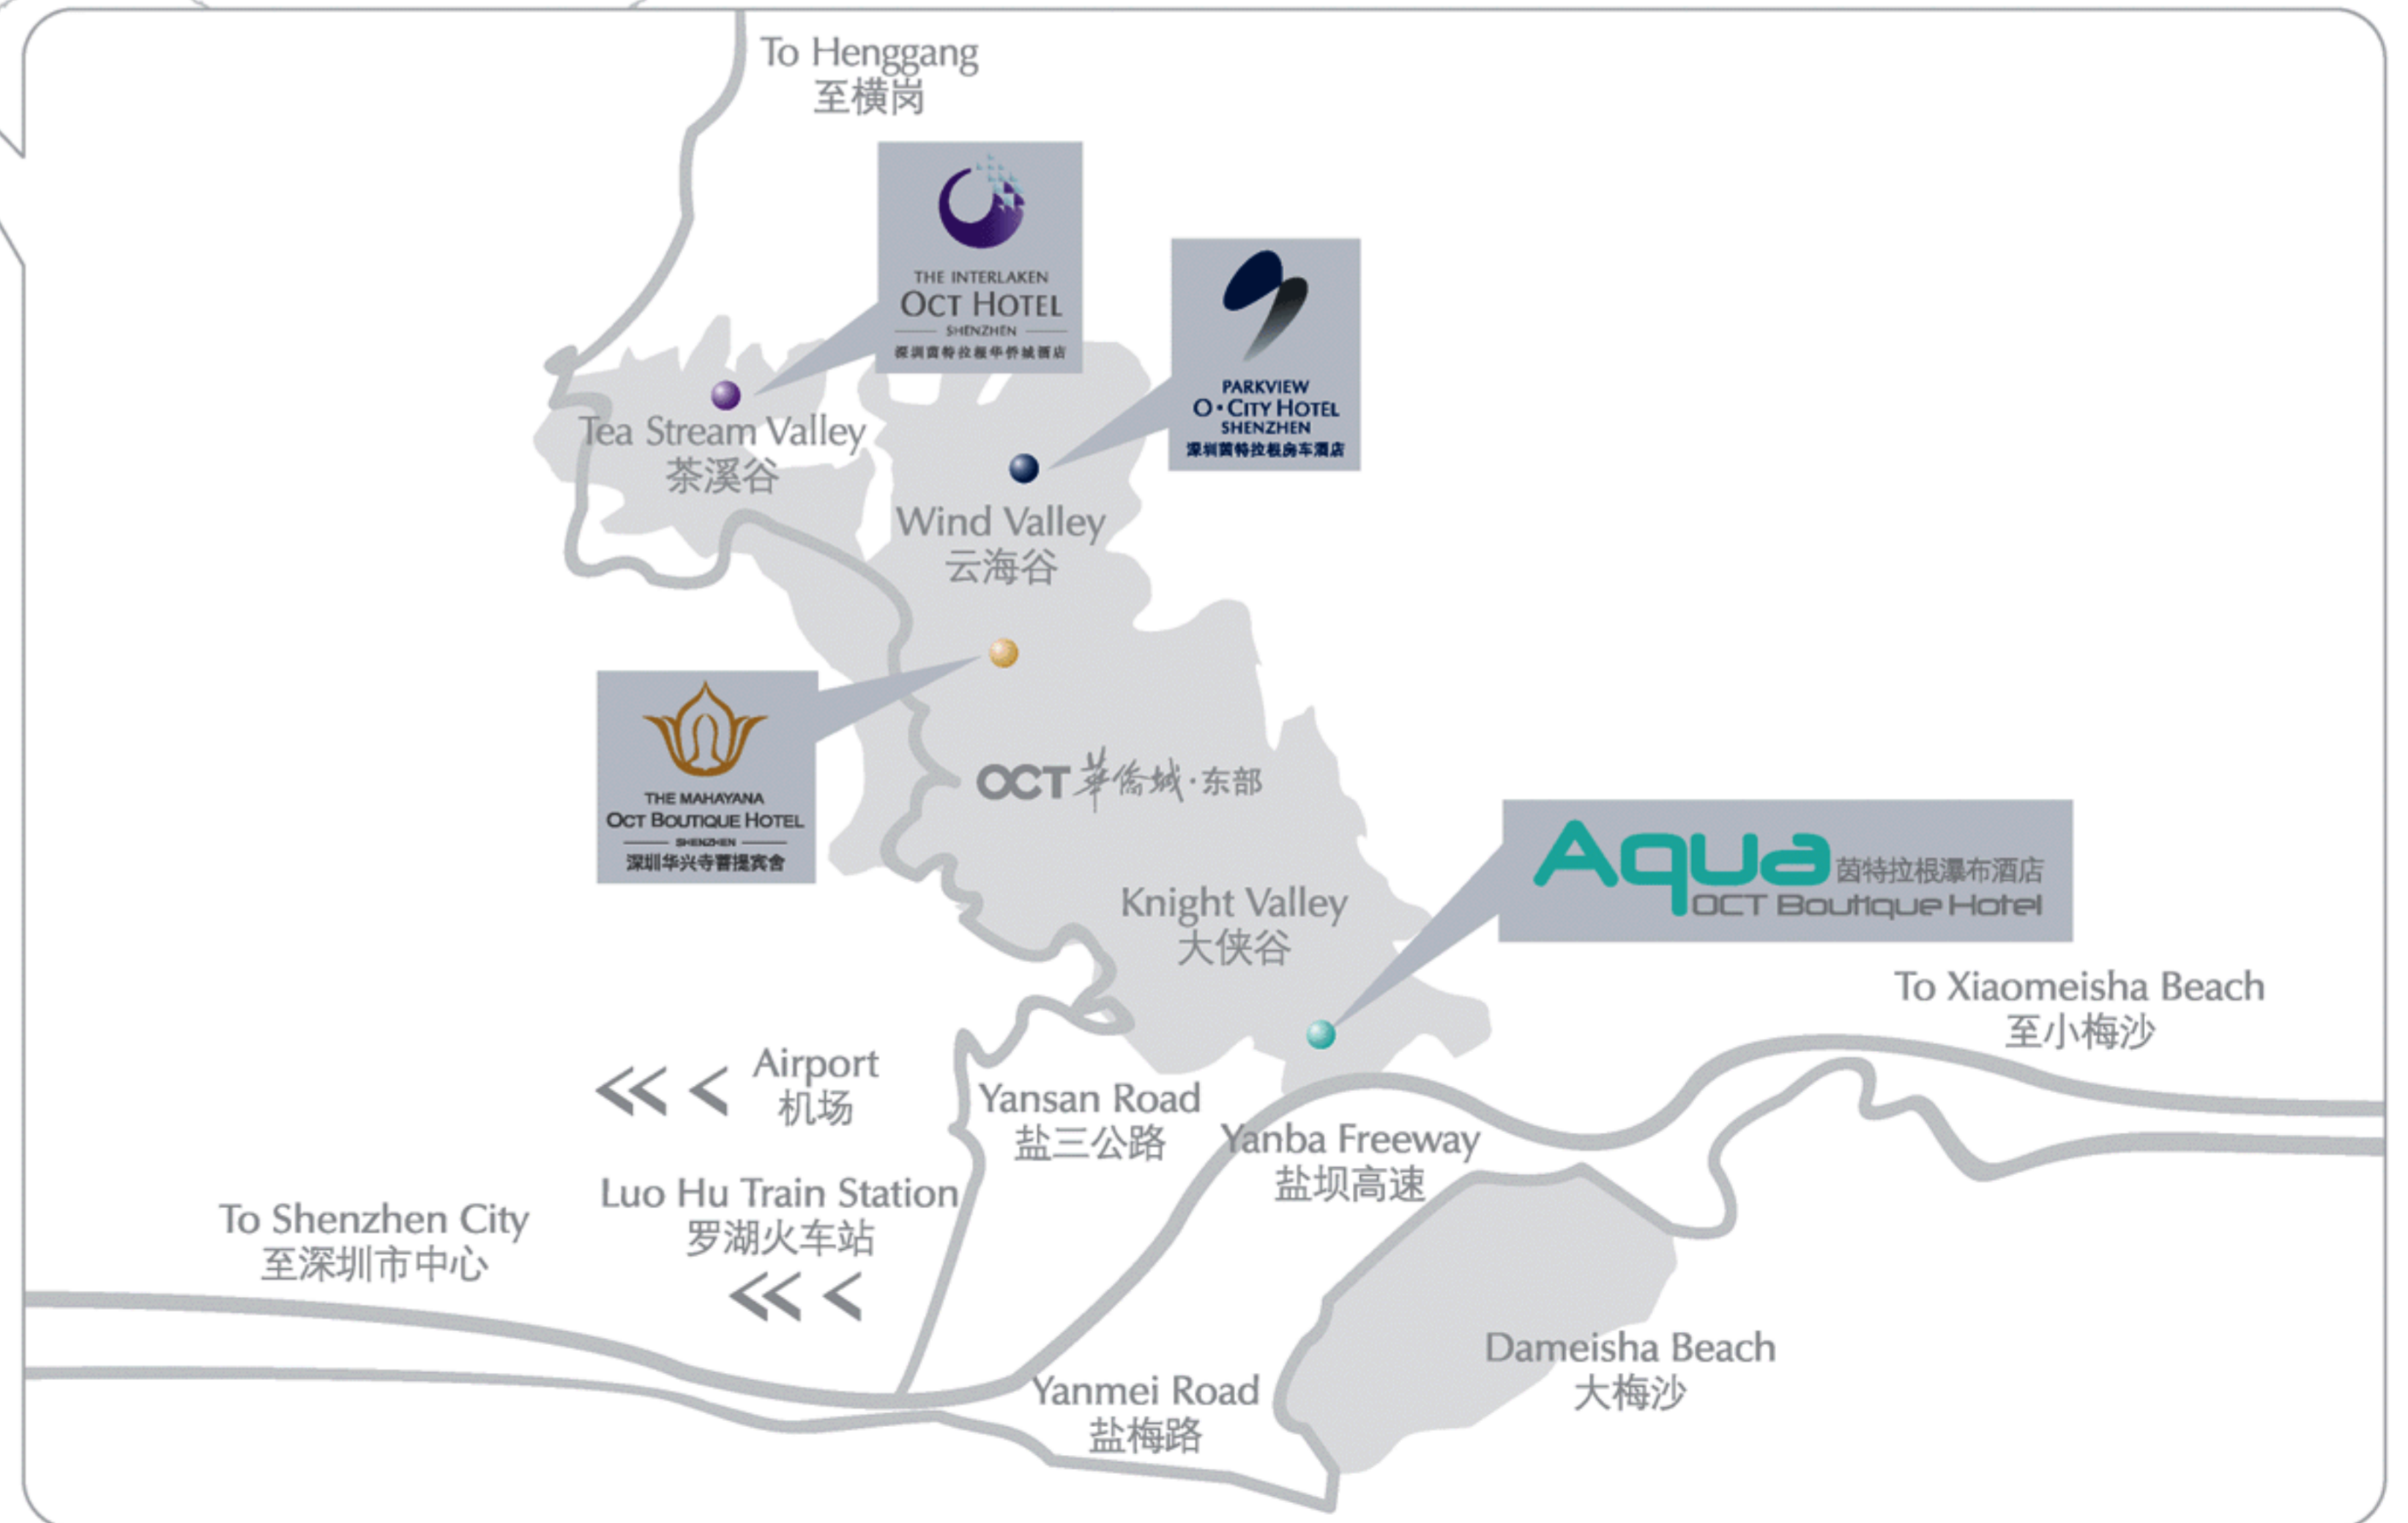 To Henggang
至横岗
THE INTERLAKEN
OCT HOTEL
SHENZHEN
深圳茵特拉根华侨城酒店
PARKVIEW
O·CITY HOTEL
SHENZHEN
深圳茵特拉根房车酒店
Tea Stream Valley
茶溪谷
Wind Valley
云海谷
THE MAHAYANA
OCT BOUTIQUE HOTEL
SHENZHEN
深圳华兴寺菩提宾舍
OCT 華僑城·东部
Aqua 茵特拉根瀑布酒店
OCT Boutique Hotel
Knight Valley
大侠谷
To Xiaomeisha Beach
至小梅沙
Airport
机场
Yansan Road
盐三公路
Yanba Freeway
盐坝高速
Luo Hu Train Station
罗湖火车站
To Shenzhen City
至深圳市中心
Dameisha Beach
大梅沙
Yanmei Road
盐梅路